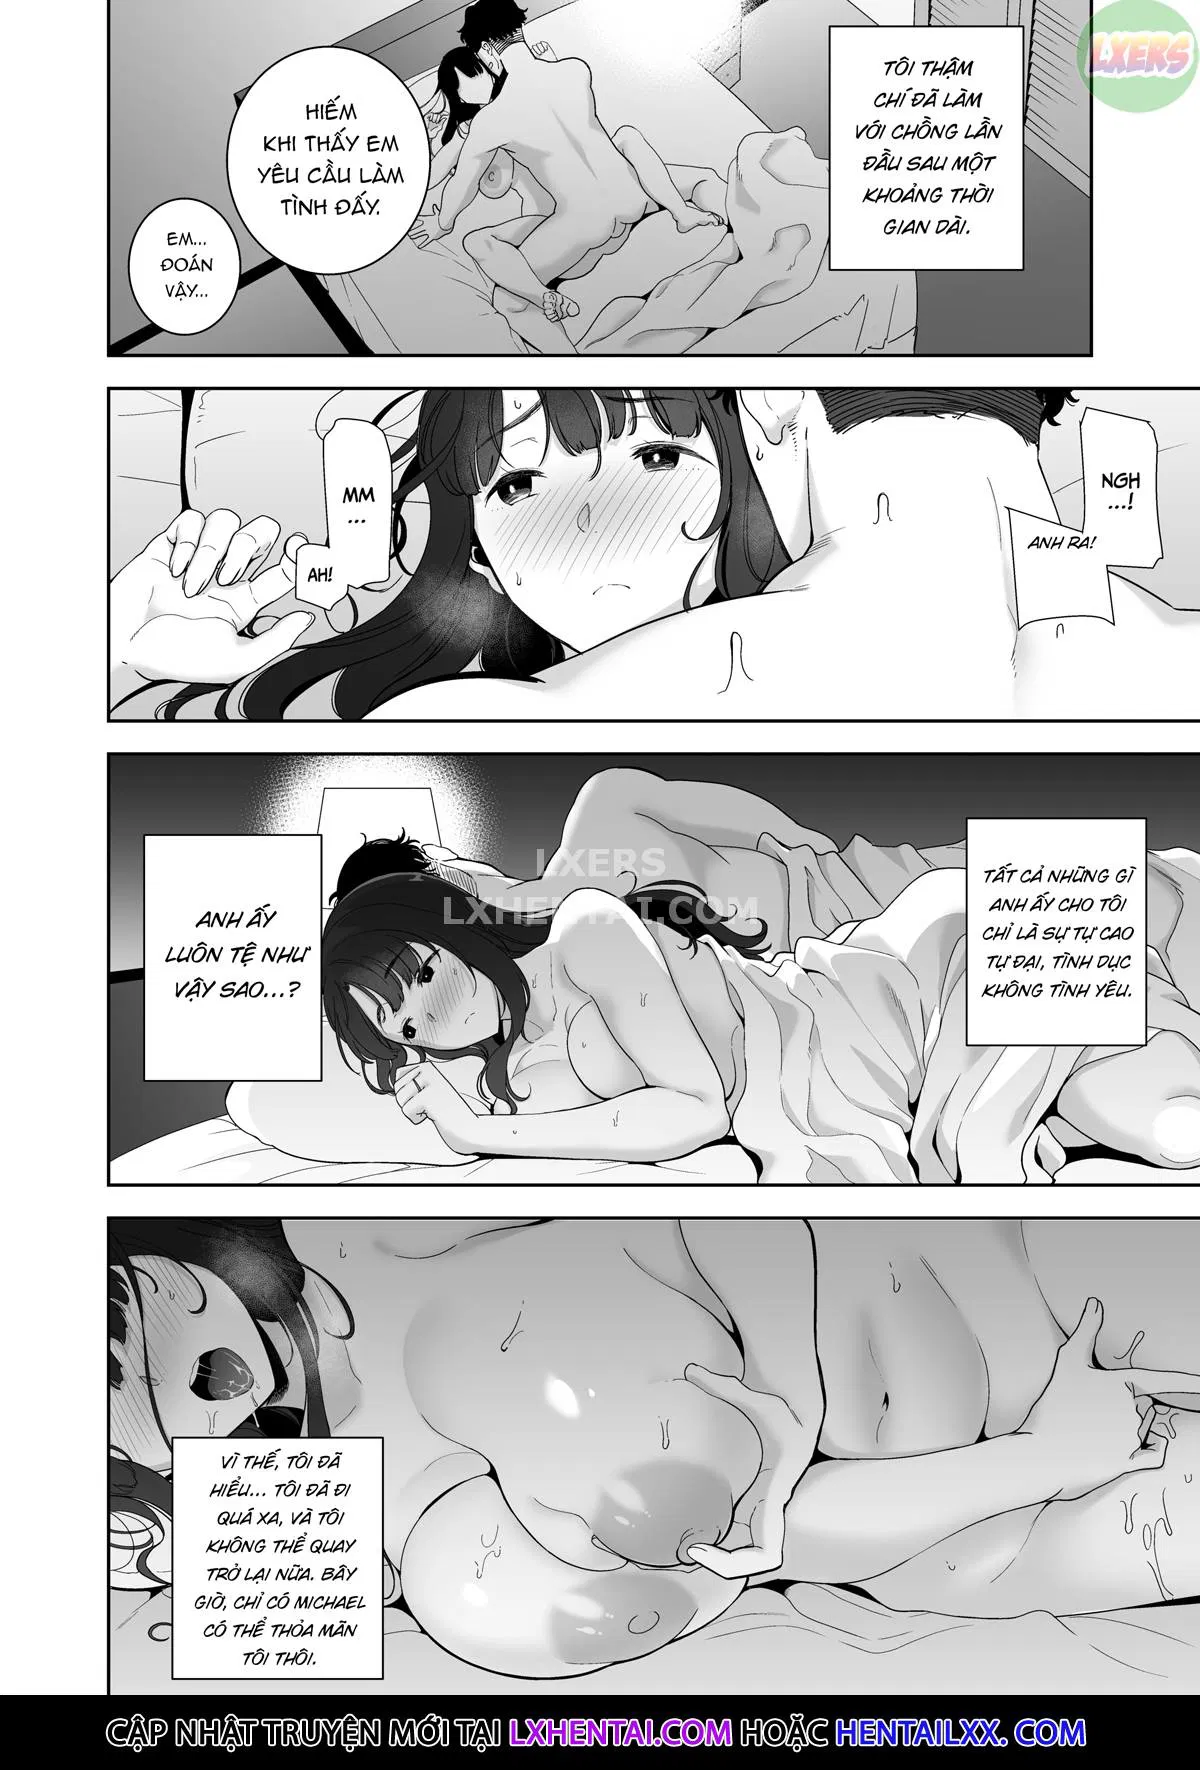 LXERS
TÔI THẬM
CHÍ ĐÃ LÀM
VỚI CHỒNG LẦN
ĐẦU SAU MỘT
KHOẢNG THỜI
GIAN DÀI.
HIẾM
KHI THẤY EM
YÊU CẦU LÀM
TÌNH ĐẤY.
EM...
ĐOÁN
VẬY...
NGH
...!
ANH RA!
MM
...
AH!
TẤT CẢ NHỮNG GÌ
ANH ẤY CHO TÔI
CHỈ LÀ SỰ TỰ CAO
TỰ ĐẠI, TÌNH DỤC
KHÔNG TÌNH YÊU.
LXERS
LXHENTAI.COM
ANH ẤY
LUÔN TỆ NHƯ
VẬY SAO...?
VÌ THẾ, TÔI ĐÃ
HIỂU... TÔI ĐÃ ĐI
QUÁ XA, VÀ TÔI
KHÔNG THỂ QUAY
TRỞ LẠI NỮA. BÂY
GIỜ, CHỈ CÓ MICHAEL
CÓ THỂ THỎA MÃN
TÔI THÔI.
CẬP NHẬT TRUYỆN MỚI TẠI LXHENTAI.COM HOẶC HENTAILXX. COM